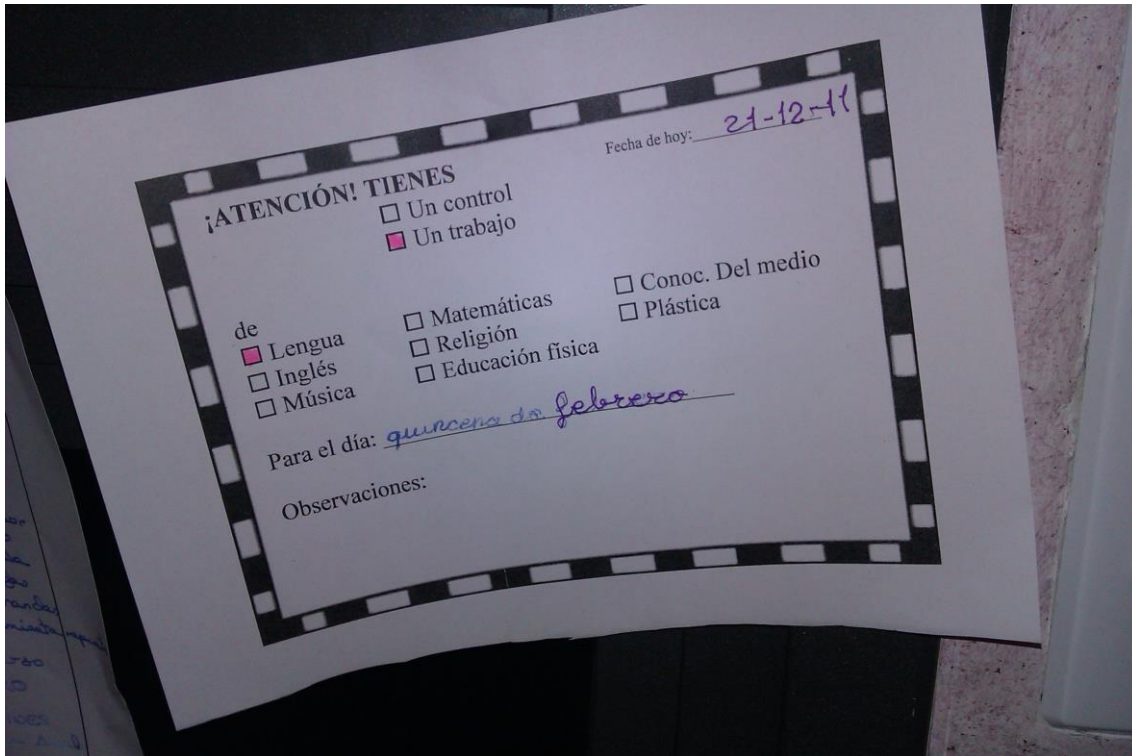 Fecha de hoy: 21-12-11
¡ATENCIÓN! TIENES
Un control
Un trabajo
de
Lengua
Inglés
Música
Matemáticas
Religión
Educación física
Conoc. Del medio
Plástica
Para el día: quincena de febrero
Observaciones: